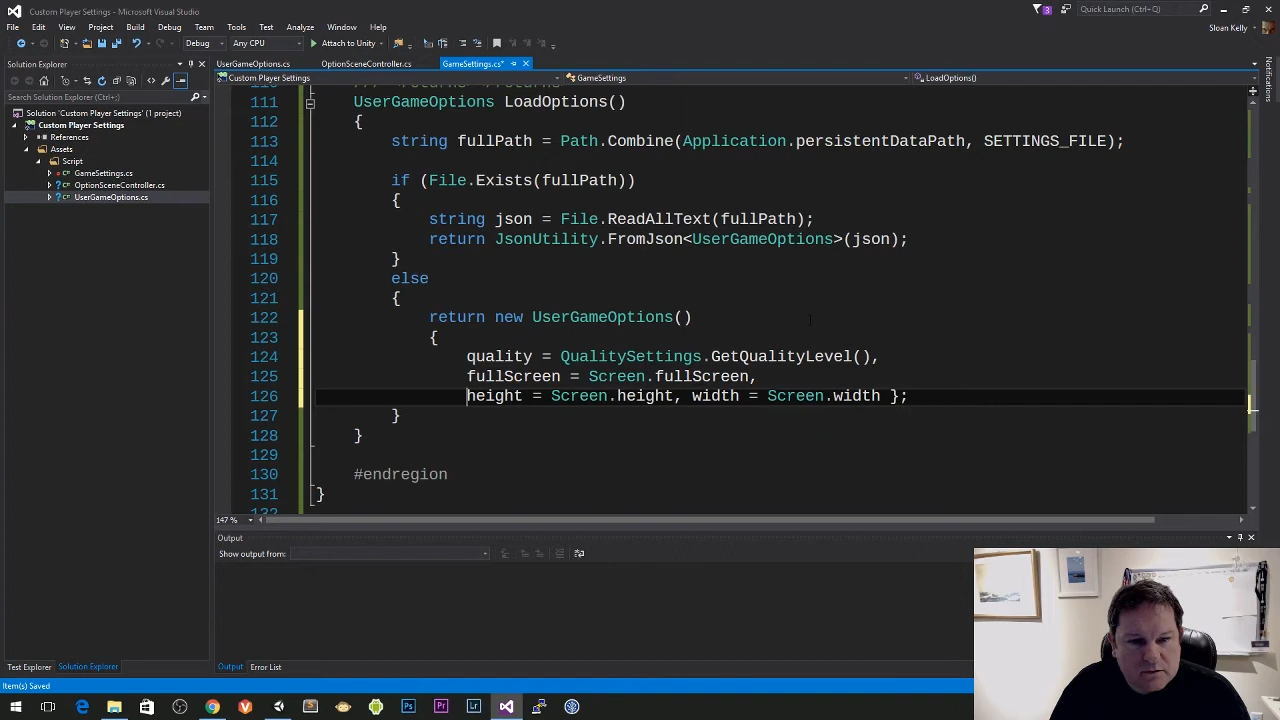 Custom Player Settings - Microsoft Visual Studio
3
Quick Launch (Ctrl+Q)
File Edit View Project Build Debug Team Tools Test Analyze Window Help
Sloan Kelly
Debug Any CPU Attach to Unity
Solution Explorer
UserGameOptions.cs OptionSceneController.cs GameSettings.cs*
Custom Player Settings GameSettings LoadOptions()
Search Solution Explorer (Ctrl+;)
Solution 'Custom Player Settings' (1 project)
Custom Player Settings
References
Assets
Script
GameSettings.cs
OptionSceneController.cs
UserGameOptions.cs
Notifications
111 UserGameOptions LoadOptions()
112 {
113 string fullPath = Path.Combine(Application.persistentDataPath, SETTINGS_FILE);
114
115 if (File.Exists(fullPath))
116 {
117 string json = File.ReadAllText(fullPath);
118 return JsonUtility.FromJson<UserGameOptions>(json);
119 }
120 else
121 {
122 return new UserGameOptions()
123 {
124 quality = QualitySettings.GetQualityLevel(),
125 fullScreen = Screen.fullScreen,
126 height = Screen.height, width = Screen.width };
127 }
128 }
129
130 #endregion
131 }
147 %
Output
Show output from:
Test Explorer Solution Explorer
Output Error List
Item(s) Saved
Ps Pr Lr